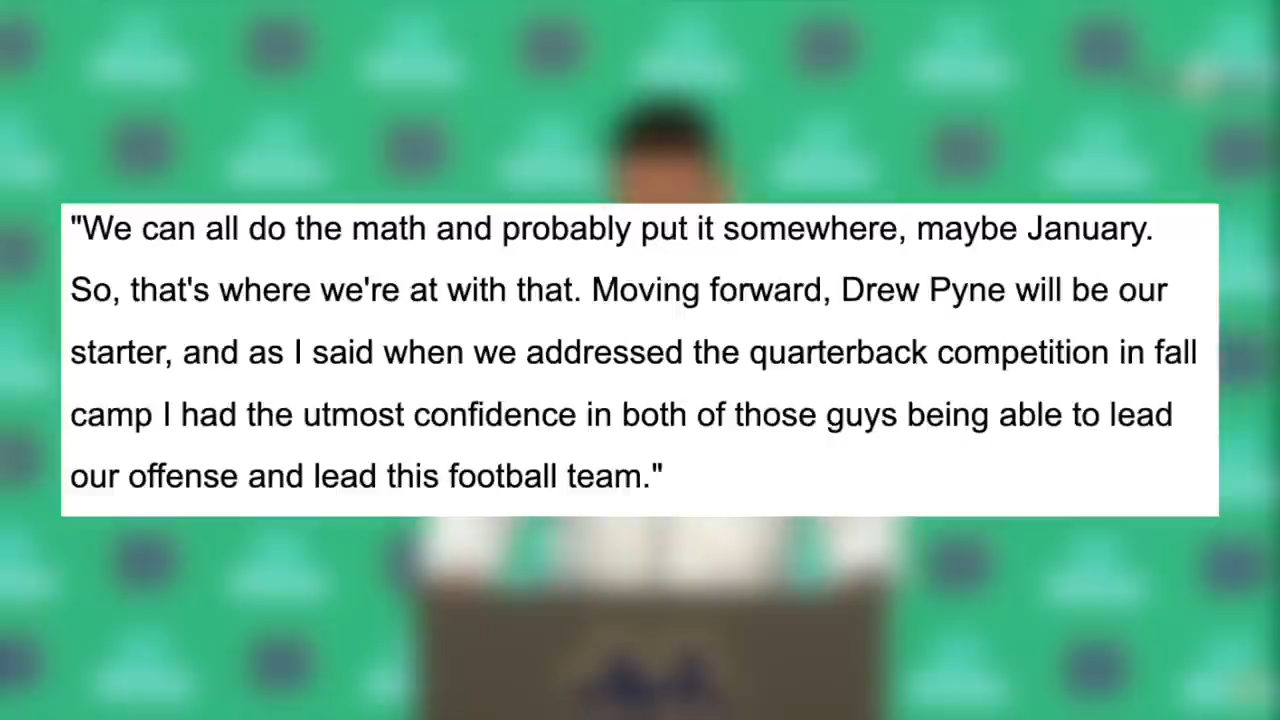 "We can all do the math and probably put it somewhere, maybe January.
So, that's where we're at with that. Moving forward, Drew Pyne will be our
starter, and as I said when we addressed the quarterback competition in fall
camp I had the utmost confidence in both of those guys being able to lead
our offense and lead this football team."